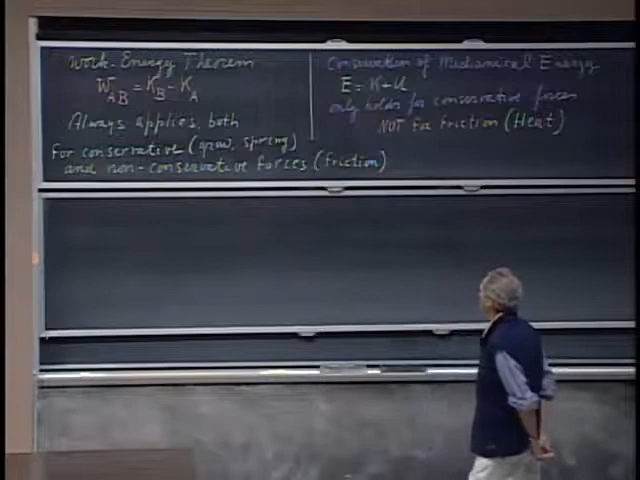 Work-Energy Theorem
W_AB = K_B - K_A
Always applies, both
for conservative (grav, spring)
and non-conservative forces (friction)
Conservation of Mechanical Energy
E = K+U
only holds for conservative forces
NOT for friction (Heat)